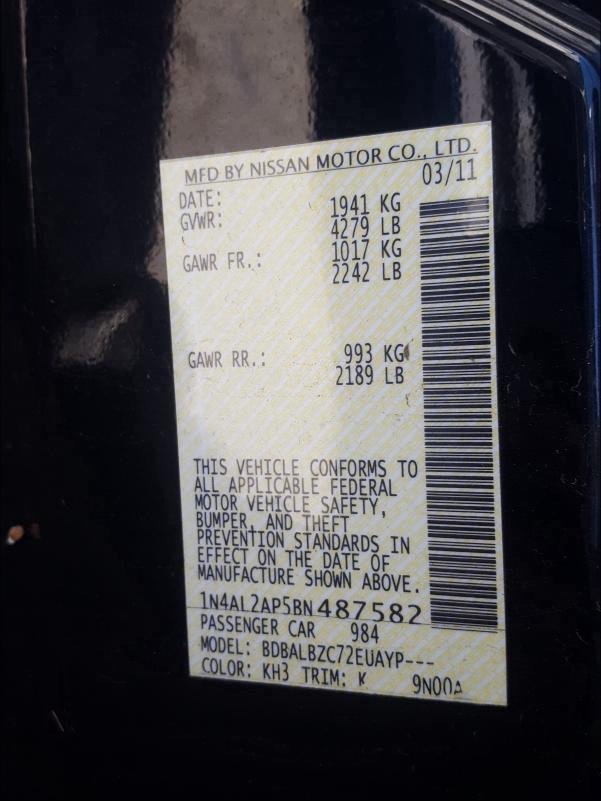 MFD BY NISSAN MOTOR CO., LTD.
DATE: 03/11
GVWR: 1941 KG
4279 LB
GAWR FR.: 1017 KG
2242 LB
GAWR RR.: 993 KG
2189 LB
THIS VEHICLE CONFORMS TO
ALL APPLICABLE FEDERAL
MOTOR VEHICLE SAFETY,
BUMPER, AND THEFT
PREVENTION STANDARDS IN
EFFECT ON THE DATE OF
MANUFACTURE SHOWN ABOVE.
1N4AL2AP5BN487582
PASSENGER CAR 984
MODEL: BDBALBZC72EUAYP---
COLOR: KH3 TRIM: K 9N00A